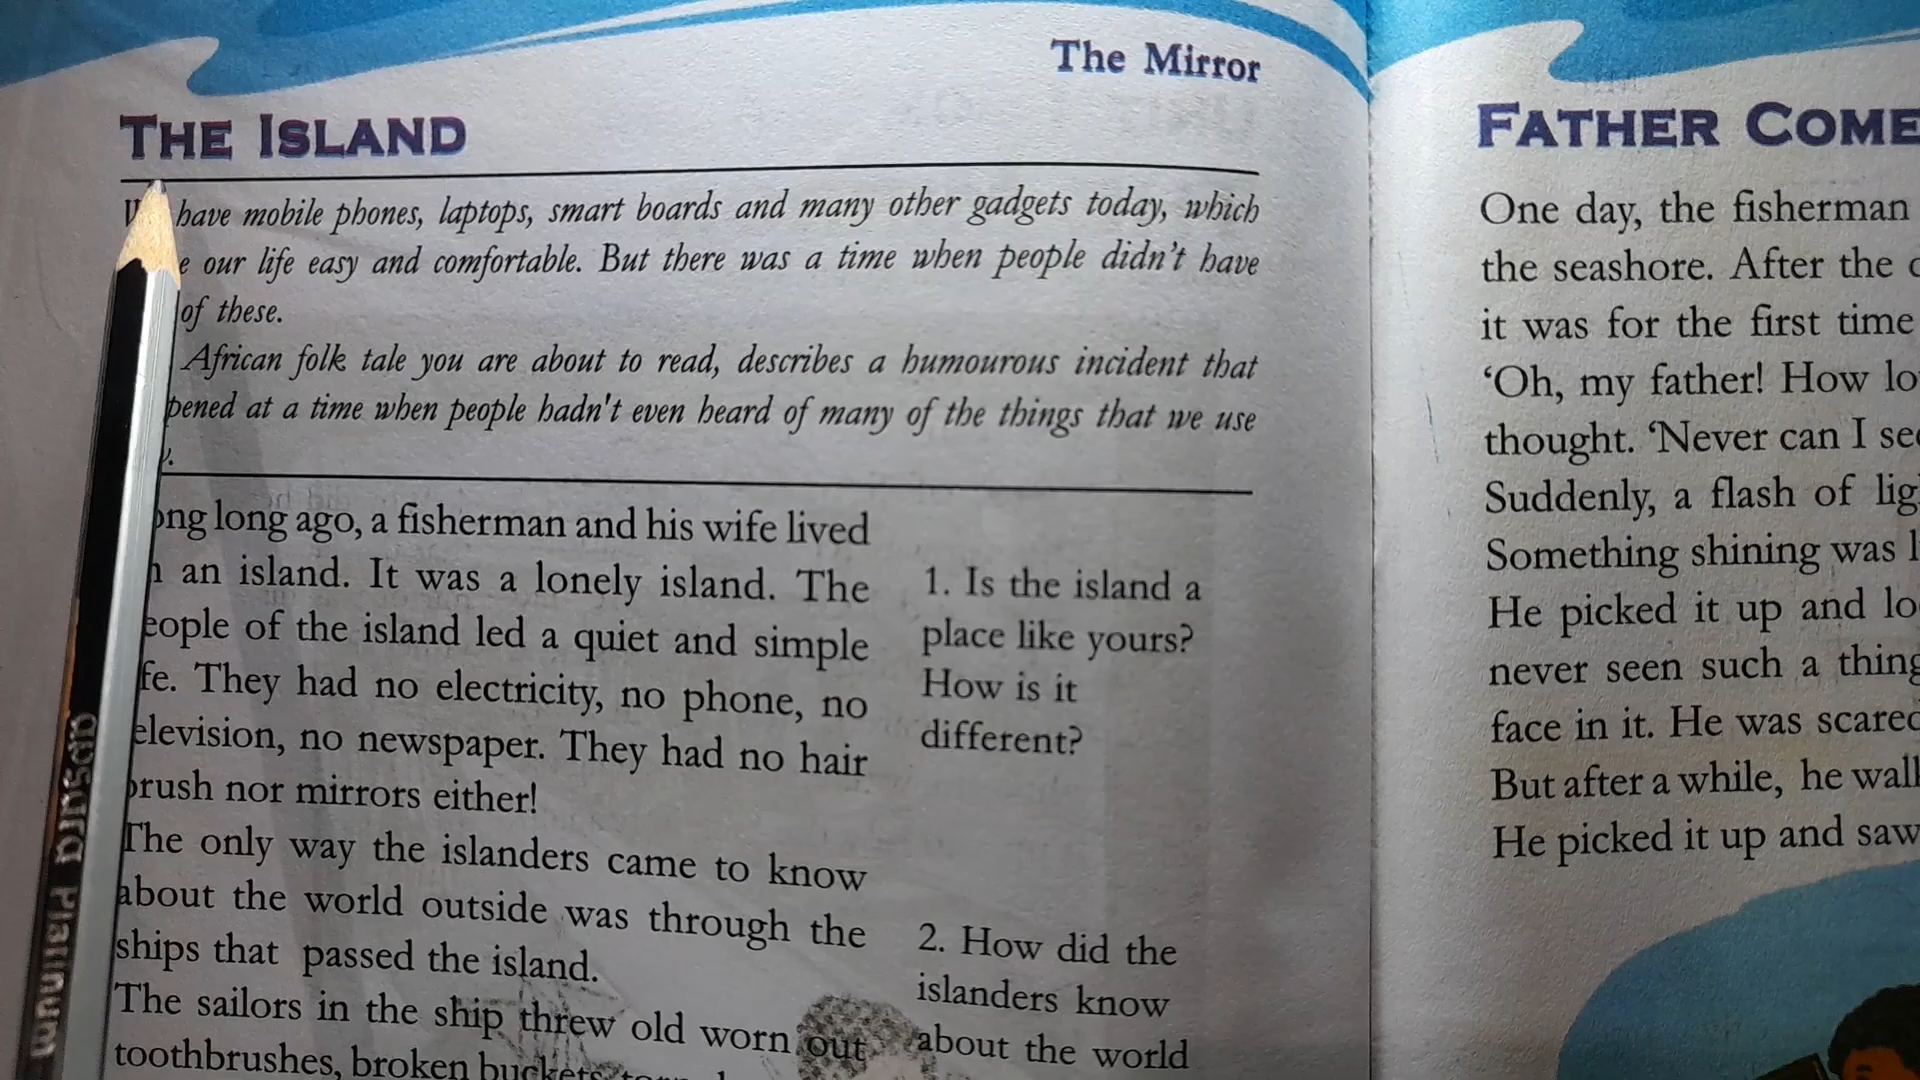 The Mirror
THE ISLAND
have mobile phones, laptops, smart boards and many other gadgets today, which
our life easy and comfortable. But there was a time when people didn't have
of these.
African folk tale you are about to read, describes a humourous incident that
pened at a time when people hadn't even heard of many of the things that we use
ong long ago, a fisherman and his wife lived
an island. It was a lonely island. The
eople of the island led a quiet and simple
fe. They had no electricity, no phone, no
elevision, no newspaper. They had no hair
brush nor mirrors either!
The only way the islanders came to know
about the world outside was through the
ships that passed the island.
The sailors in the ship threw old worn out
toothbrushes, broken buckets,
1. Is the island a
place like yours?
How is it
different?
2. How did the
islanders know
about the world
FATHER COME
One day, the fisherman
the seashore. After the
it was for the first time
‘Oh, my father! How lo
thought. ‘Never can I see
Suddenly, a flash of lig
Something shining was l
He picked it up and lo
never seen such a thing
face in it. He was scared
But after a while, he wall
He picked it up and saw
apsara Platinum